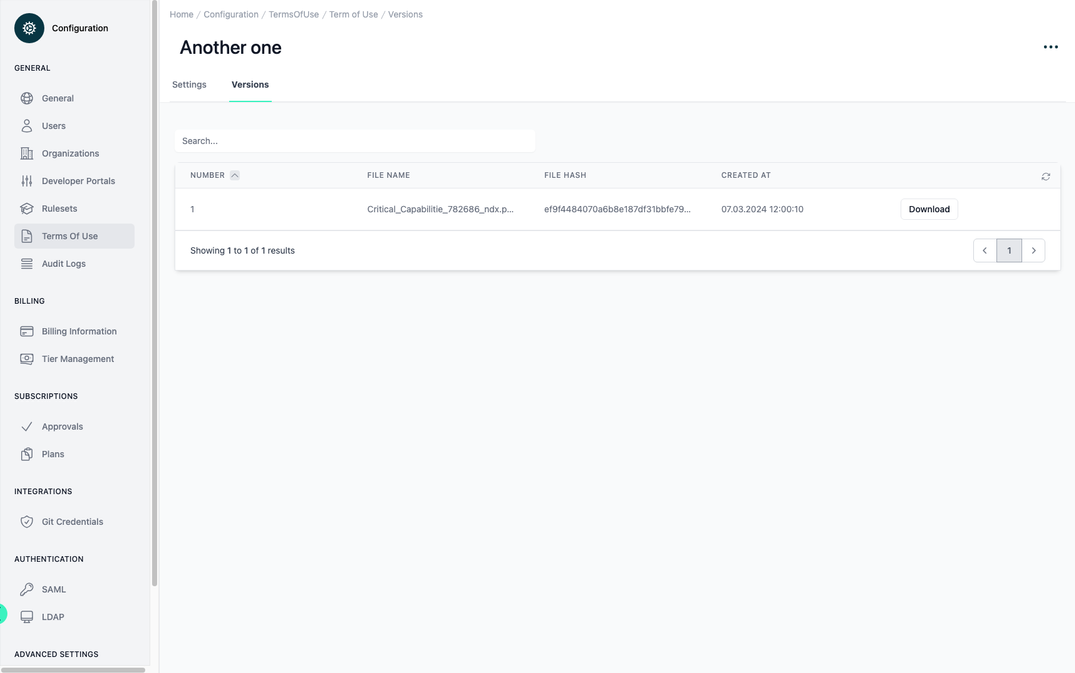 Configuration
GENERAL
General
Users
Organizations
Developer Portals
Rulesets
Terms Of Use
Audit Logs
BILLING
Billing Information
Tier Management
SUBSCRIPTIONS
Approvals
Plans
INTEGRATIONS
Git Credentials
AUTHENTICATION
SAML
LDAP
ADVANCED SETTINGS
Home / Configuration / TermsOfUse / Term of Use / Versions
Another one
Settings Versions
Search...
NUMBER FILE NAME FILE HASH CREATED AT
1 Critical_Capabilitie_782686_ndx.p... ef9f4484070a6b8e187df31bbfe79... 07.03.2024 12:00:10 Download
Showing 1 to 1 of 1 results 1